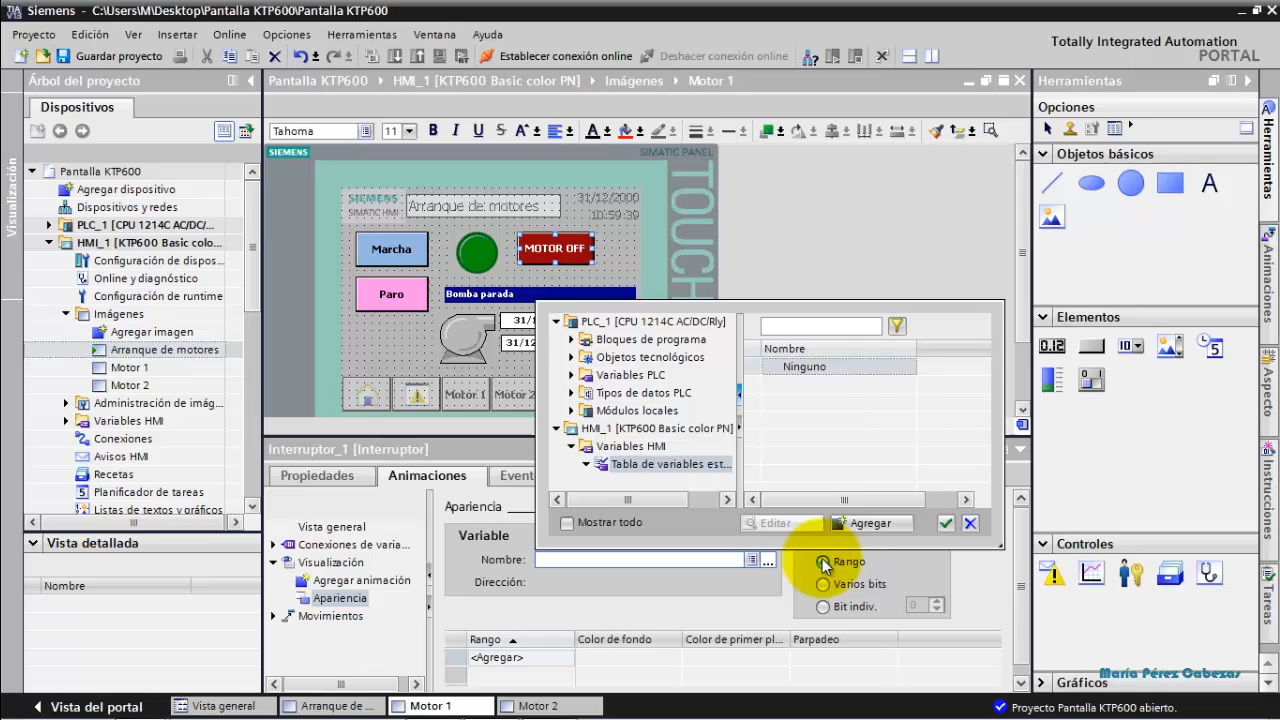 Siemens - C:\Users\M\Desktop\Pantalla KTP600\Pantalla KTP600
Proyecto Edición Ver Insertar Online Opciones Herramientas Ventana Ayuda
Totally Integrated Automation
PORTAL
Guardar proyecto Establecer conexión online Deshacer conexión online
Árbol del proyecto
Dispositivos
Visualización
Pantalla KTP600
Agregar dispositivo
Dispositivos y redes
PLC_1 [CPU 1214C AC/DC/...
HMI_1 [KTP600 Basic colo...
Configuración de dispos...
Online y diagnóstico
Configuración de runtime
Imágenes
Agregar imagen
Arranque de motores
Motor 1
Motor 2
Administración de imág...
Variables HMI
Conexiones
Avisos HMI
Recetas
Planificador de tareas
Listas de textos y gráficos
Vista detallada
Nombre
Pantalla KTP600 HMI_1 [KTP600 Basic color PN] Imágenes Motor 1
Tahoma 11 B I U S
SIEMENS SIMATIC PANEL
TOUCH
SIEMENS
SIMATIC HMI
Arranque de motores
31/12/2000
10:59:39
Marcha
MOTOR OFF
Paro
Bomba parada
31/1
31/12
Motor 1 Motor 2
PLC_1 [CPU 1214C AC/DC/Rly]
Bloques de programa
Objetos tecnológicos
Variables PLC
Tipos de datos PLC
Módulos locales
HMI_1 [KTP600 Basic color PN]
Variables HMI
Tabla de variables est...
Nombre
Ninguno
Mostrar todo Editar Agregar
Interruptor_1 [Interruptor]
Propiedades Animaciones Event
Vista general
Conexiones de varia...
Visualización
Agregar animación
Apariencia
Movimientos
Apariencia
Variable
Nombre:
Dirección:
Rango
Varios bits
Bit indiv. 0
Rango Color de fondo Color de primer pl... Parpadeo
<Agregar>
Herramientas
Opciones
Objetos básicos
A
Elementos
0.12 10 5
Controles
Gráficos
Herramientas
Animaciones
Aspecto
Instrucciones
Tareas
María Pérez Cabezas
Vista del portal Vista general Arranque de ... Motor 1 Motor 2 Proyecto Pantalla KTP600 abierto.